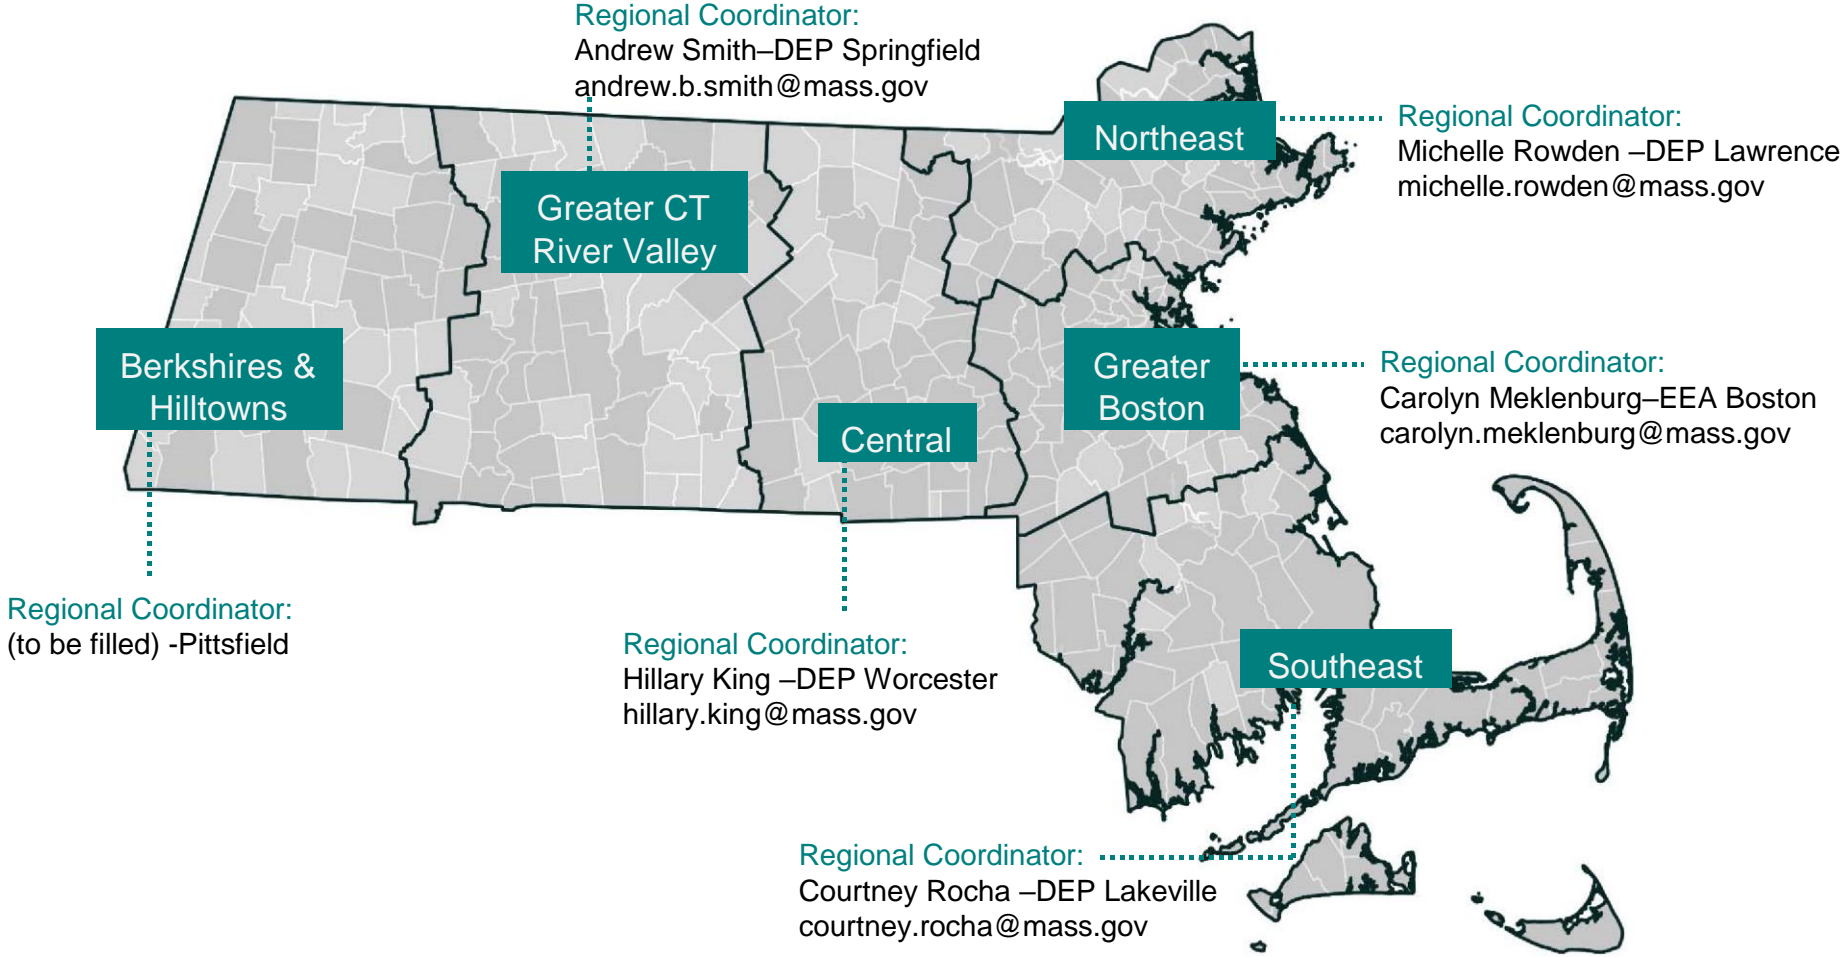 Regional Coordinator:
Andrew Smith–DEP Springfield
andrew.b.smith@mass.gov
Northeast
Regional Coordinator:
Michelle Rowden –DEP Lawrence
michelle.rowden@mass.gov
Greater CT
River Valley
Berkshires &
Hilltowns
Greater
Boston
Regional Coordinator:
Carolyn Meklenburg–EEA Boston
carolyn.meklenburg@mass.gov
Central
Regional Coordinator:
(to be filled) -Pittsfield
Regional Coordinator:
Hillary King –DEP Worcester
hillary.king@mass.gov
Southeast
Regional Coordinator:
Courtney Rocha –DEP Lakeville
courtney.rocha@mass.gov